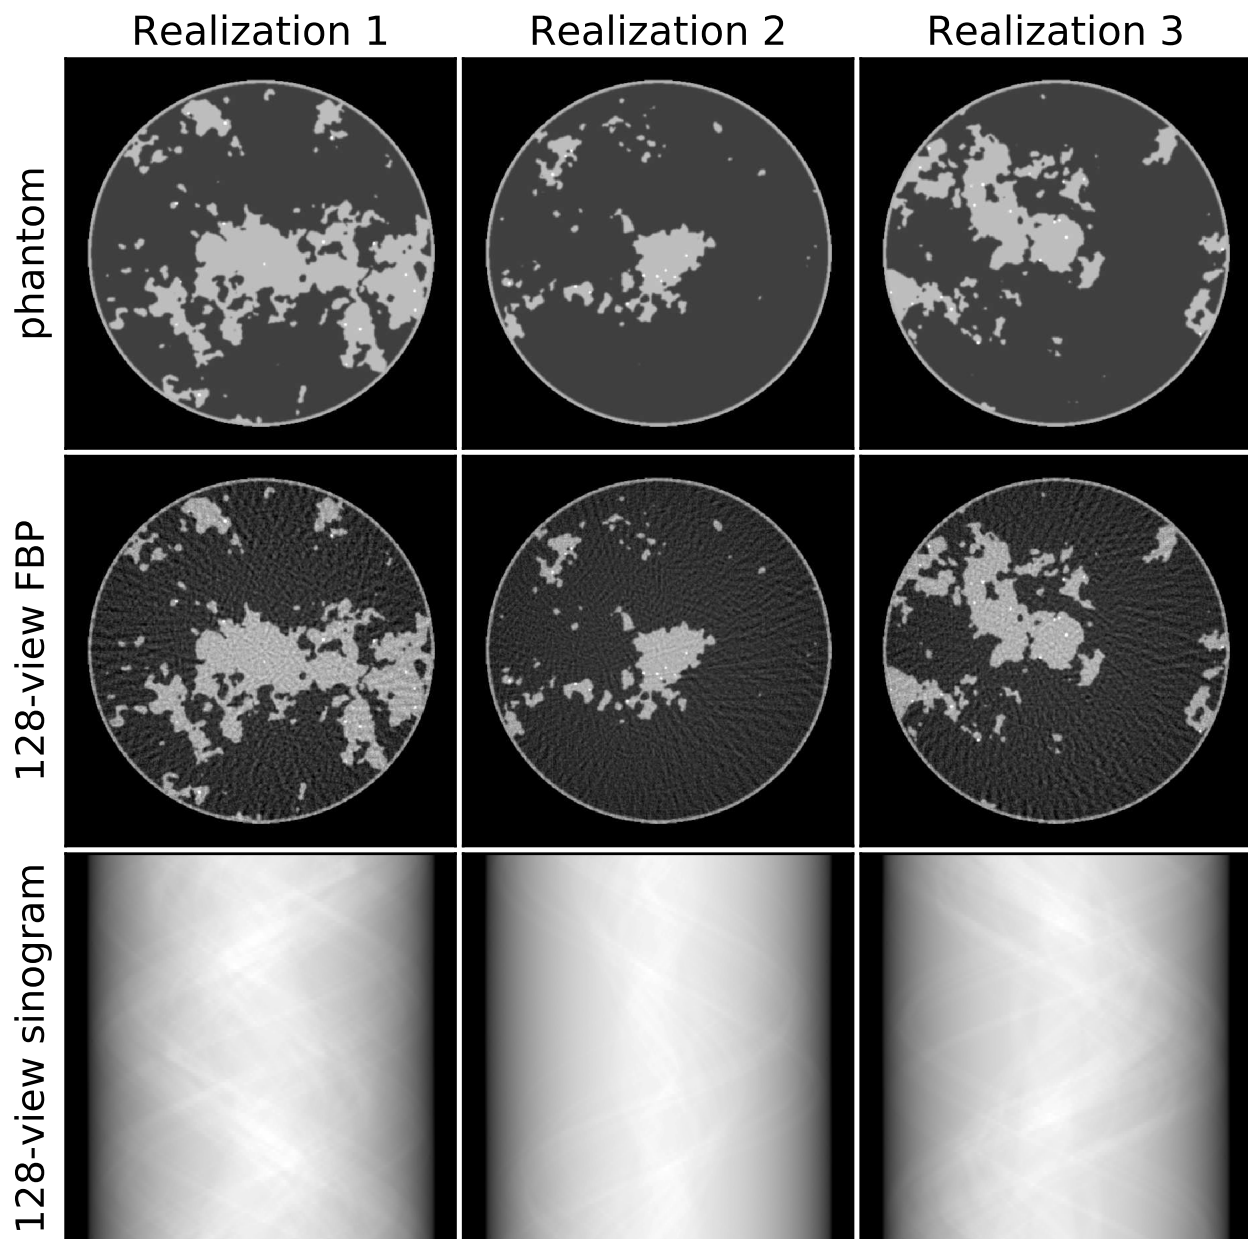 Realization 1
Realization 2
Realization 3
phantom
128-view FBP
128-view sinogram